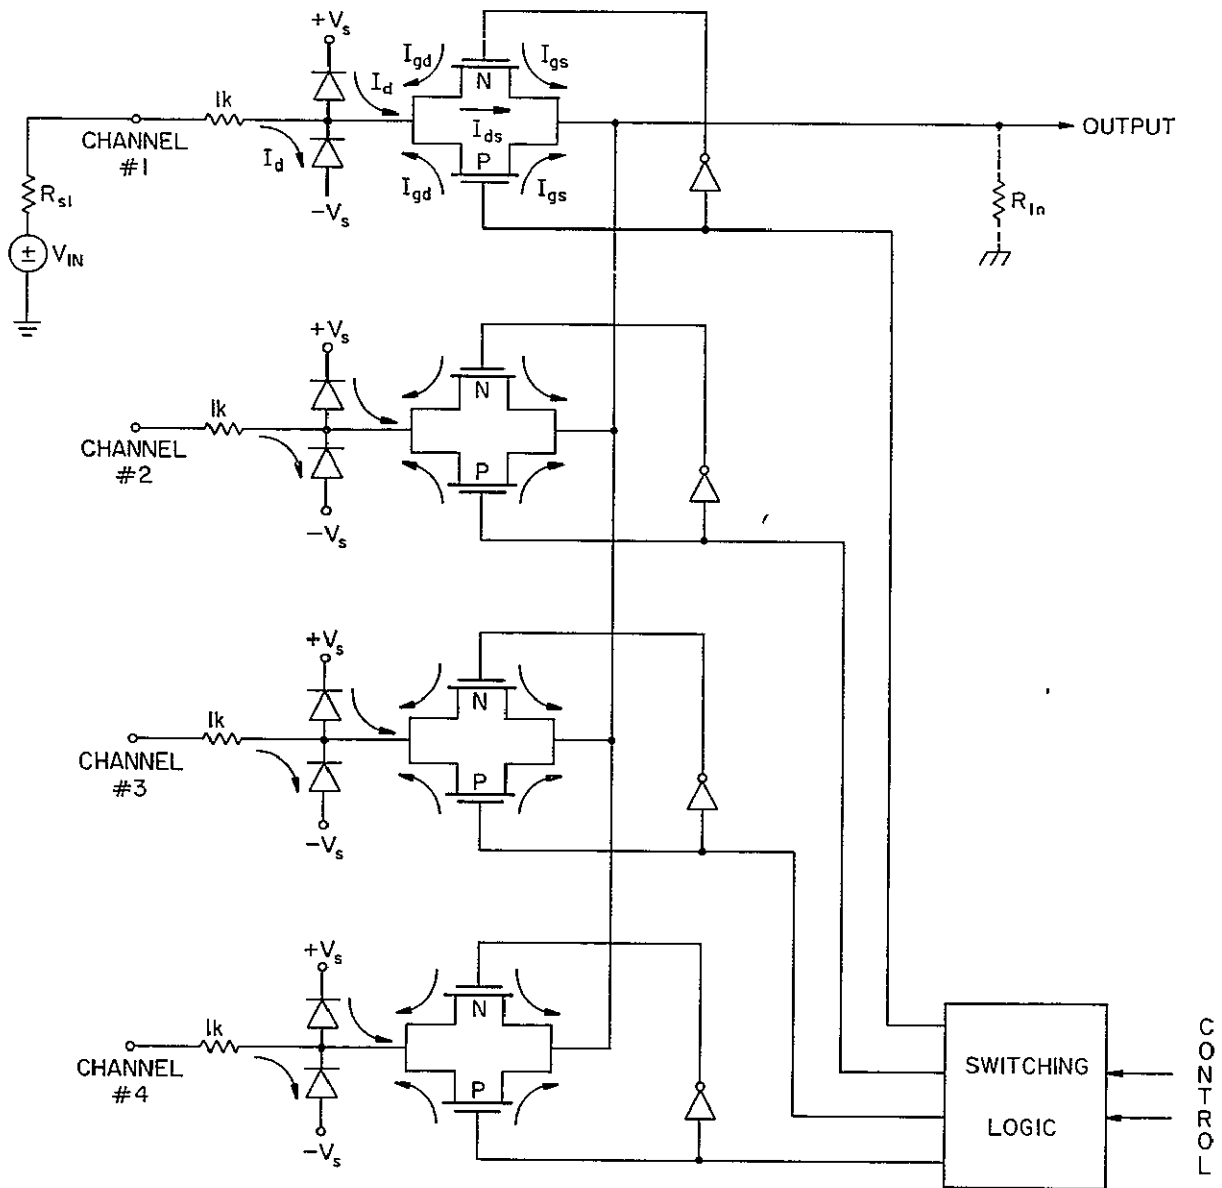 +Vs
Igd
Igs
N
Id
1k
Ids
OUTPUT
CHANNEL
#1
Id
P
Igd
Igs
Rs1
−Vs
RIn
±
VIN
+Vs
N
1k
CHANNEL
#2
P
−Vs
+Vs
N
1k
CHANNEL
#3
P
−Vs
+Vs
N
1k
CHANNEL
#4
P
−Vs
SWITCHING
LOGIC
CONTROL